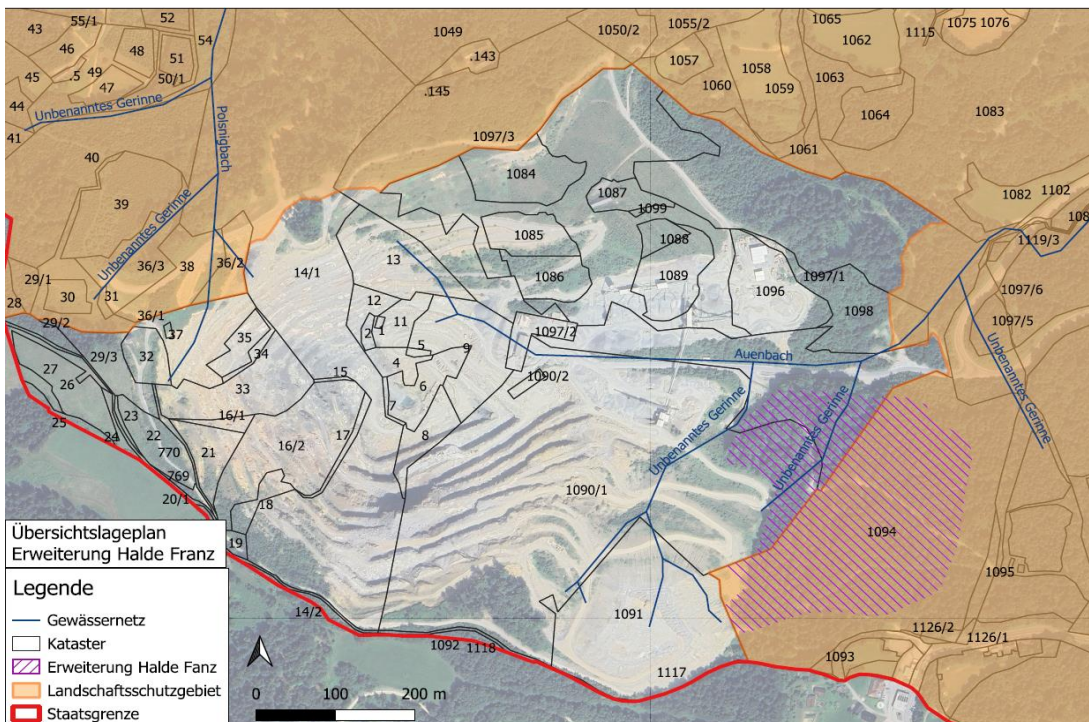 55/1 52 1049 1050/2 1055/2 1065 1075 1076
43 54 .143 1062 1115
46 48 51 1057 1058 1063
45 .5 49 50/1 .145 1060 1059
47
44 Unbenanntes Gerinne 1064 1083
41 Polsnigbach 1097/3 1061
40 1084 1087 1082 1102
39 1099 108
Unbenanntes Gerinne 1085 1088 1119/3
36/3 38 36/2 14/1 13 1086 1089 1096 1097/1 1097/6
29/1 30 31 12 1098 1097/5
28 36/1 11 1097/2
29/2 37 35 2 1 5 9 Auenbach
32 29/3 34 4 1090/2 Unbenanntes Gerinne
27 33 15 6
26 16/1 7
25 23 17 8 Unbenanntes Gerinne Unbenanntes Gerinne
24 22 21 16/2
770
769 1090/1
20/1 18 1094
19
1095
14/2 1091
1126/2 1126/1
1092 1118 1093
1117
Übersichtslageplan
Erweiterung Halde Franz
Legende
Gewässernetz
Kataster
Erweiterung Halde Fanz
Landschaftsschutzgebiet
Staatsgrenze
0 100 200 m